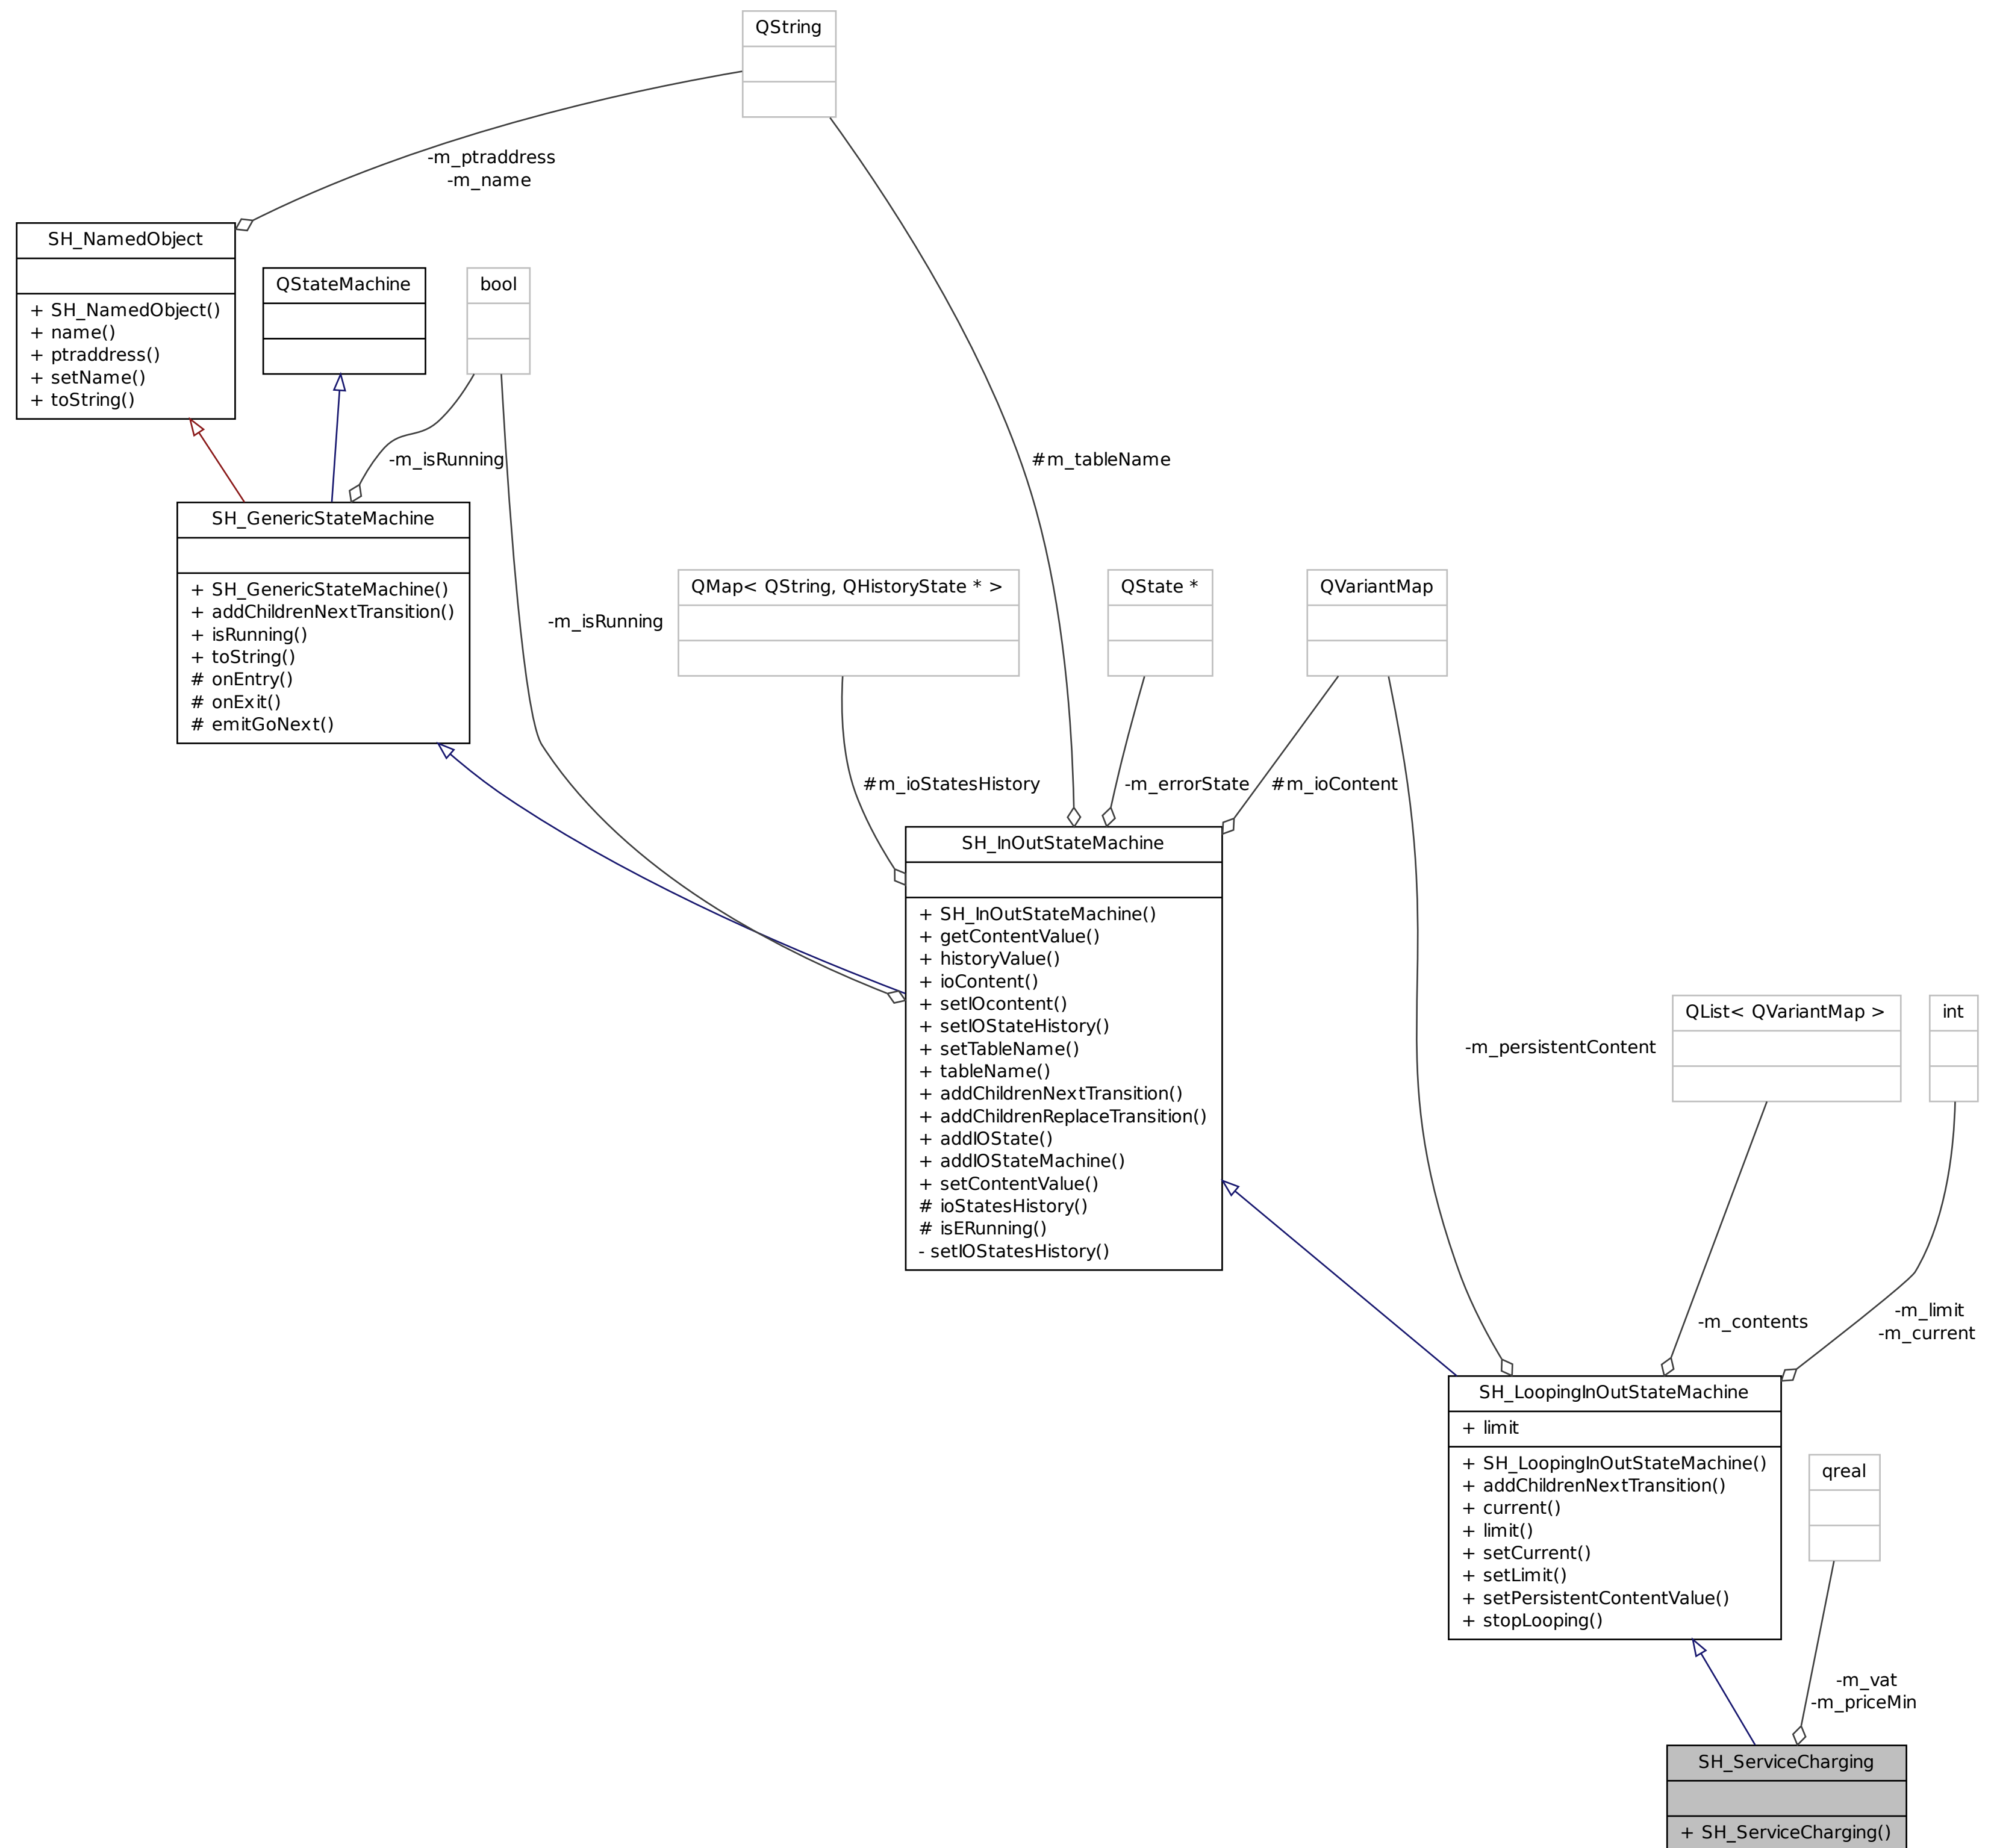 QString
-m_ptraddress
-m_name
SH_NamedObject
+ SH_NamedObject()
+ name()
+ ptraddress()
+ setName()
+ toString()
QStateMachine
bool
-m_isRunning
#m_tableName
SH_GenericStateMachine
+ SH_GenericStateMachine()
+ addChildrenNextTransition()
+ isRunning()
+ toString()
# onEntry()
# onExit()
# emitGoNext()
-m_isRunning
QMap< QString, QHistoryState * >
QState *
QVariantMap
#m_ioStatesHistory
-m_errorState
#m_ioContent
SH_InOutStateMachine
+ SH_InOutStateMachine()
+ getContentValue()
+ historyValue()
+ ioContent()
+ setIOcontent()
+ setIOStateHistory()
+ setTableName()
+ tableName()
+ addChildrenNextTransition()
+ addChildrenReplaceTransition()
+ addIOState()
+ addIOStateMachine()
+ setContentValue()
# ioStatesHistory()
# isERunning()
- setIOStatesHistory()
-m_persistentContent
QList< QVariantMap >
int
-m_contents
-m_limit
-m_current
SH_LoopingInOutStateMachine
+ limit
+ SH_LoopingInOutStateMachine()
+ addChildrenNextTransition()
+ current()
+ limit()
+ setCurrent()
+ setLimit()
+ setPersistentContentValue()
+ stopLooping()
qreal
-m_vat
-m_priceMin
SH_ServiceCharging
+ SH_ServiceCharging()